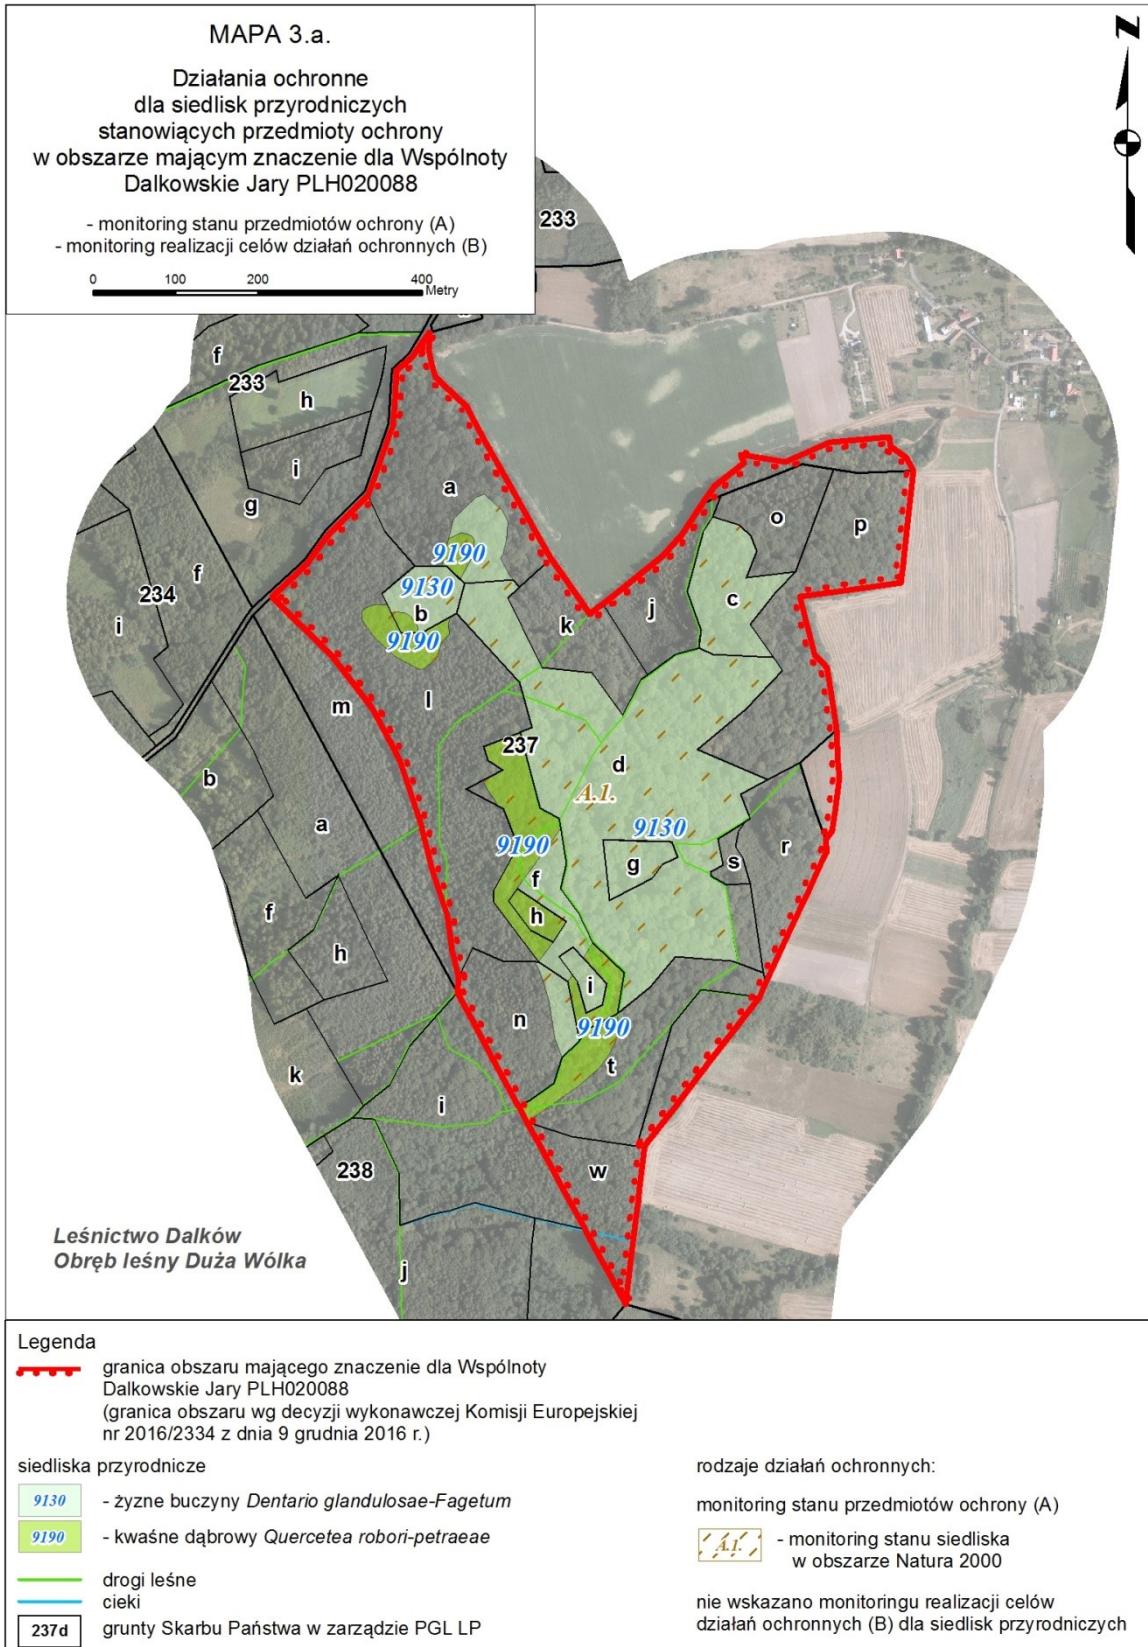 MAPA 3.a.
Działania ochronne
dla siedlisk przyrodniczych
stanowiących przedmioty ochrony
w obszarze mającym znaczenie dla Wspólnoty
Dalkowskie Jary PLH020088
- monitoring stanu przedmiotów ochrony (A)
- monitoring realizacji celów działań ochronnych (B)
0 200 400
Metry
N
233
f
233
h
i
g
a
o
p
f
234
i
9190
9130
b
9190
c
k
j
m
l
237
d
b
A.1.
a
9130
9190
g
s
r
f
f
h
h
i
n
9190
k
t
i
238
w
Leśnictwo Dalków
Obręb leśny Duża Wólka
j
Legenda
granica obszaru mającego znaczenie dla Wspólnoty
Dalkowskie Jary PLH020088
(granica obszaru wg decyzji wykonawczej Komisji Europejskiej
nr 2016/2334 z dnia 9 grudnia 2016 r.)
siedliska przyrodnicze
9130 - żyzne buczyny Dentario glandulosae-Fagetum
9190 - kwaśne dąbrowy Quercetea robori-petraeae
drogi leśne
cieki
237d grunty Skarbu Państwa w zarządzie PGL LP
rodzaje działań ochronnych:
monitoring stanu przedmiotów ochrony (A)
A.1. - monitoring stanu siedliska
w obszarze Natura 2000
nie wskazano monitoringu realizacji celów
działań ochronnych (B) dla siedlisk przyrodniczych